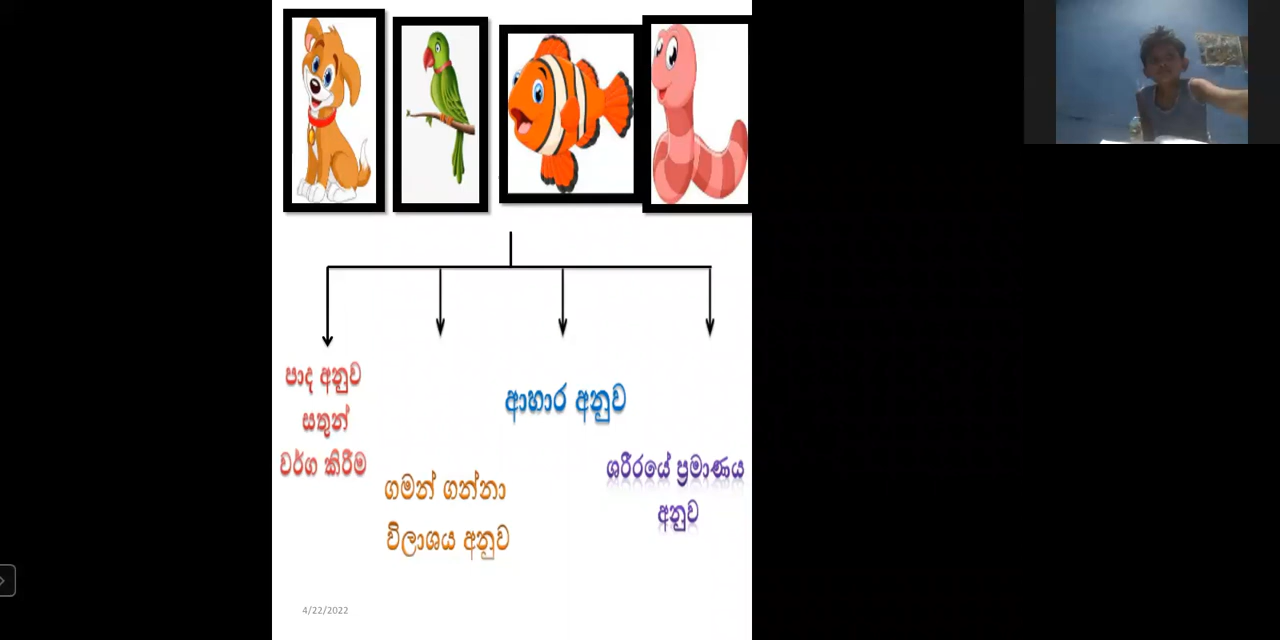 පාද අනුව
සතුන්
වර්ග කිරීම
ගමන් ගන්නා
විලාශය අනුව
ආහාර අනුව
ශරීරයේ ප්‍රමාණය
අනුව
4/22/2022